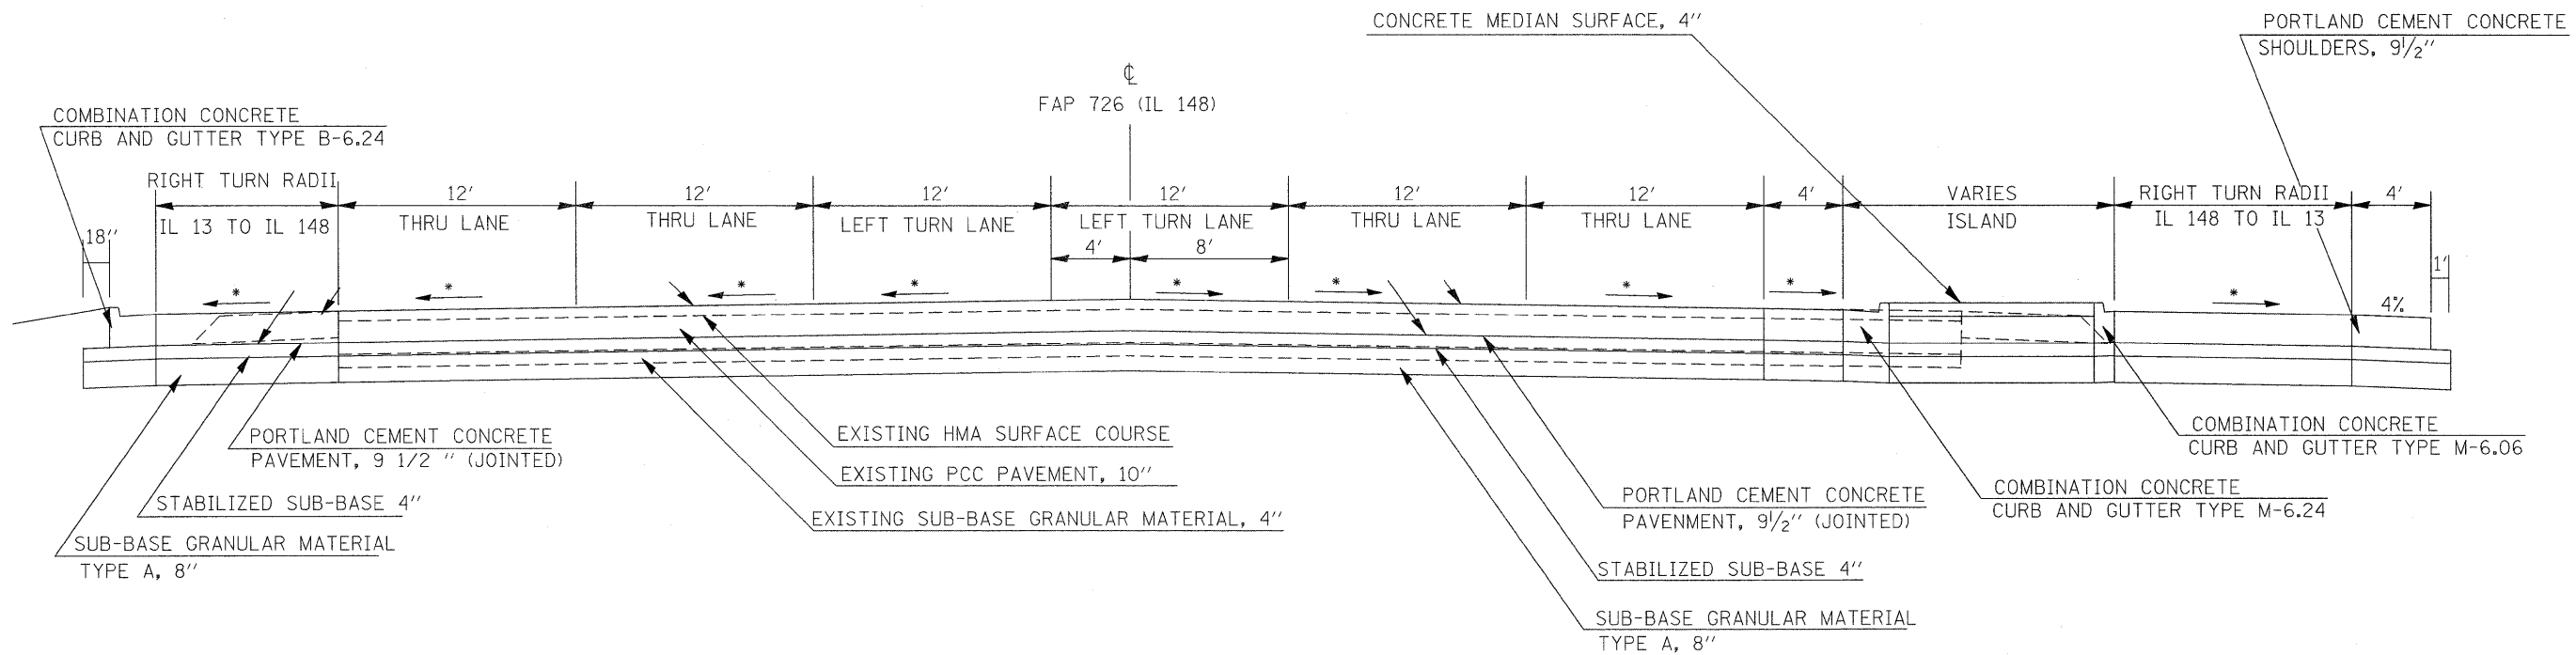 CONCRETE MEDIAN SURFACE, 4"
PORTLAND CEMENT CONCRETE
SHOULDERS, 9 1/2"
℄
FAP 726 (IL 148)
COMBINATION CONCRETE
CURB AND GUTTER TYPE B-6.24
RIGHT TURN RADII
IL 13 TO IL 148
12'
THRU LANE
12'
THRU LANE
12'
LEFT TURN LANE
12'
LEFT TURN LANE
4'
8'
12'
THRU LANE
12'
THRU LANE
4'
VARIES
ISLAND
RIGHT TURN RADII
IL 148 TO IL 13
4'
18"
1'
*
*
*
*
*
*
*
*
*
4%
EXISTING HMA SURFACE COURSE
EXISTING PCC PAVEMENT, 10"
EXISTING SUB-BASE GRANULAR MATERIAL, 4"
PORTLAND CEMENT CONCRETE
PAVEMENT, 9 1/2 " (JOINTED)
STABILIZED SUB-BASE 4"
SUB-BASE GRANULAR MATERIAL
TYPE A, 8"
COMBINATION CONCRETE
CURB AND GUTTER TYPE M-6.06
COMBINATION CONCRETE
CURB AND GUTTER TYPE M-6.24
PORTLAND CEMENT CONCRETE
PAVENMENT, 9 1/2" (JOINTED)
STABILIZED SUB-BASE 4"
SUB-BASE GRANULAR MATERIAL
TYPE A, 8"